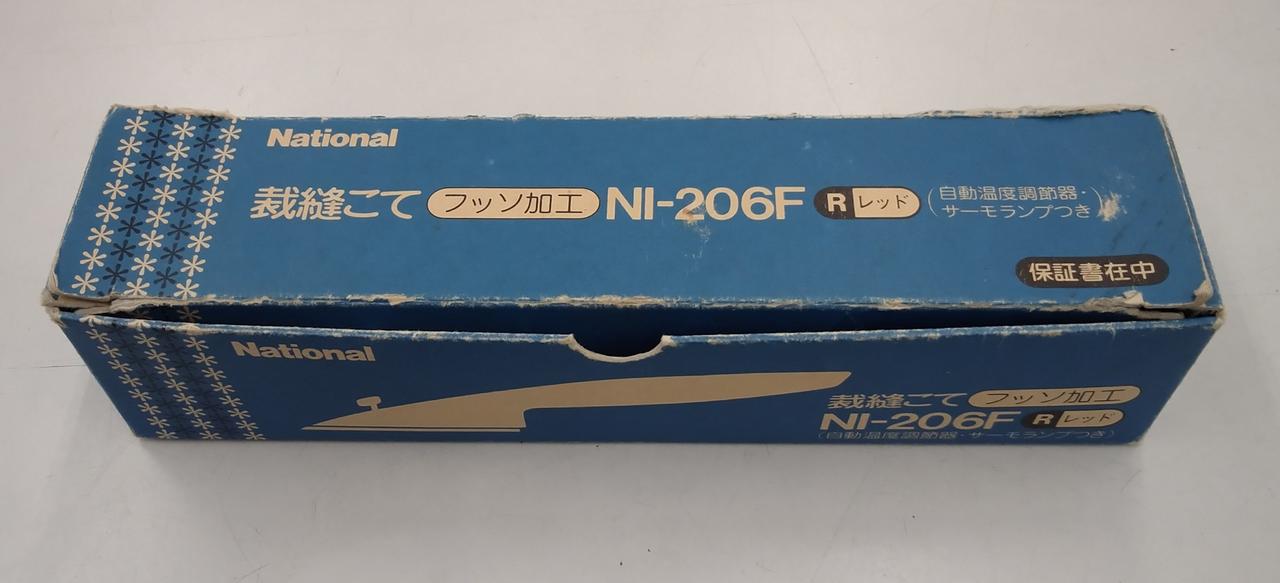 National
裁縫こて フッソ加工 NI-206F R レッド (自動温度調節器・
サーモランプつき)
保証書在中
National
裁縫こて フッソ加工
NI-206F R レッド
(自動温度調節器・サーモランプつき)